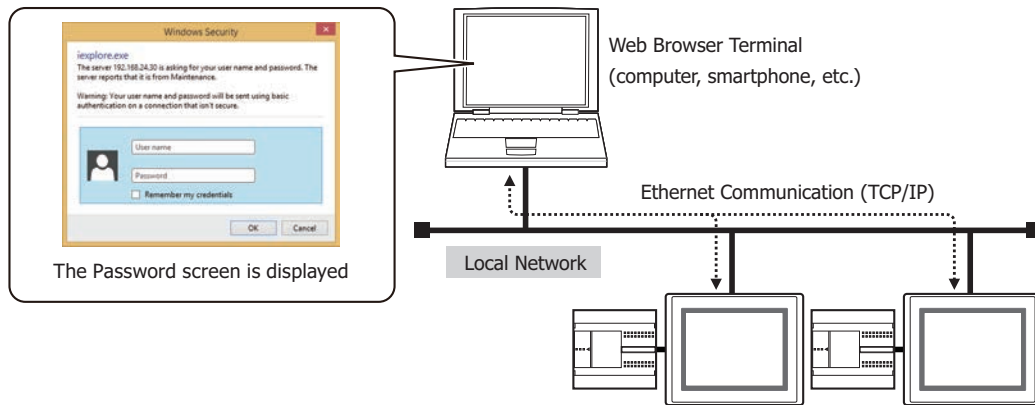 Windows Security
iexplore.exe
The server 192.168.24.30 is asking for your user name and password. The
server reports that it is from Maintenance.
Warning: Your user name and password will be sent using basic
authentication on a connection that isn't secure.
User name
Password
Remember my credentials
OK Cancel
The Password screen is displayed
Web Browser Terminal
(computer, smartphone, etc.)
Ethernet Communication (TCP/IP)
Local Network